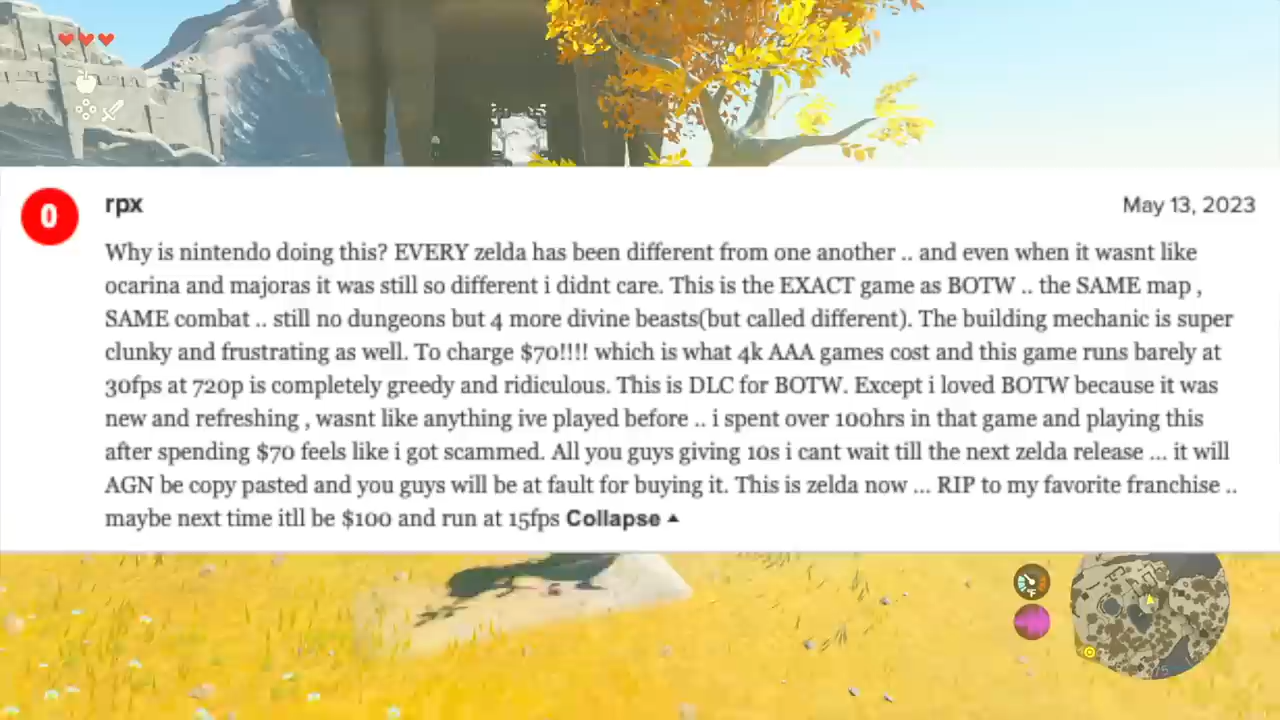 0
rpx
May 13, 2023
Why is nintendo doing this? EVERY zelda has been different from one another .. and even when it wasnt like
ocarina and majoras it was still so different i didnt care. This is the EXACT game as BOTW .. the SAME map ,
SAME combat .. still no dungeons but 4 more divine beasts(but called different). The building mechanic is super
clunky and frustrating as well. To charge $70!!!! which is what 4k AAA games cost and this game runs barely at
30fps at 720p is completely greedy and ridiculous. This is DLC for BOTW. Except i loved BOTW because it was
new and refreshing , wasnt like anything ive played before .. i spent over 100hrs in that game and playing this
after spending $70 feels like i got scammed. All you guys giving 10s i cant wait till the next zelda release ... it will
AGN be copy pasted and you guys will be at fault for buying it. This is zelda now ... RIP to my favorite franchise ..
maybe next time itll be $100 and run at 15fps Collapse ▲
°F